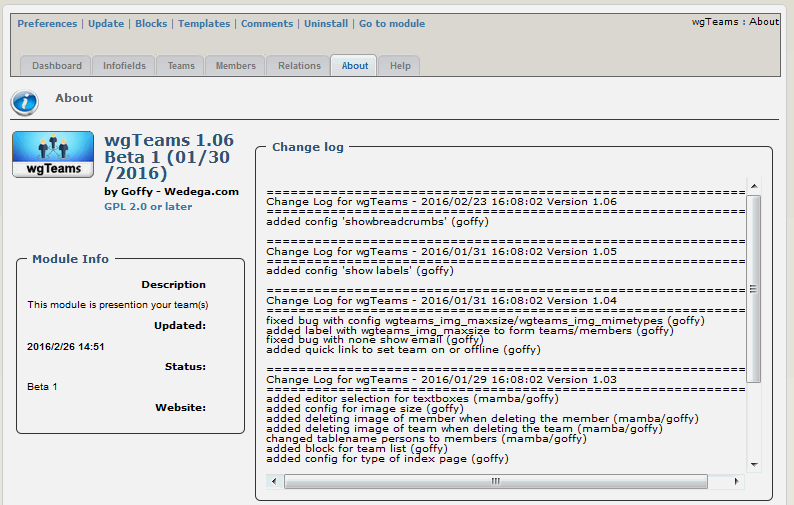 Preferences | Update | Blocks | Templates | Comments | Uninstall | Go to module
wgTeams : About
Dashboard Infofields Teams Members Relations About Help
About
wgTeams
wgTeams 1.06
Beta 1 (01/30
/2016)
by Goffy - Wedega.com
GPL 2.0 or later
Module Info
Description
This module is presention your team(s)
Updated:
2016/2/26 14:51
Status:
Beta 1
Website:
Change log
============================================================
Change Log for wgTeams - 2016/02/23 16:08:02 Version 1.06
============================================================
added config 'showbreadcrumbs' (goffy)
============================================================
Change Log for wgTeams - 2016/01/31 16:08:02 Version 1.05
============================================================
added config 'show labels' (goffy)
============================================================
Change Log for wgTeams - 2016/01/31 16:08:02 Version 1.04
============================================================
fixed bug with config wgteams_img_maxsize/wgteams_img_mimetypes (goffy)
added label with wgteams_img_maxsize to form teams/members (goffy)
fixed bug with none show email (goffy)
added quick link to set team on or offline (goffy)
============================================================
Change Log for wgTeams - 2016/01/29 16:08:02 Version 1.03
============================================================
added editor selection for textboxes (mamba/goffy)
added config for image size (goffy)
added deleting image of member when deleting the member (mamba/goffy)
added deleting image of team when deleting the team (mamba/goffy)
changed tablename persons to members (mamba/goffy)
added block for team list (goffy)
added config for type of index page (goffy)